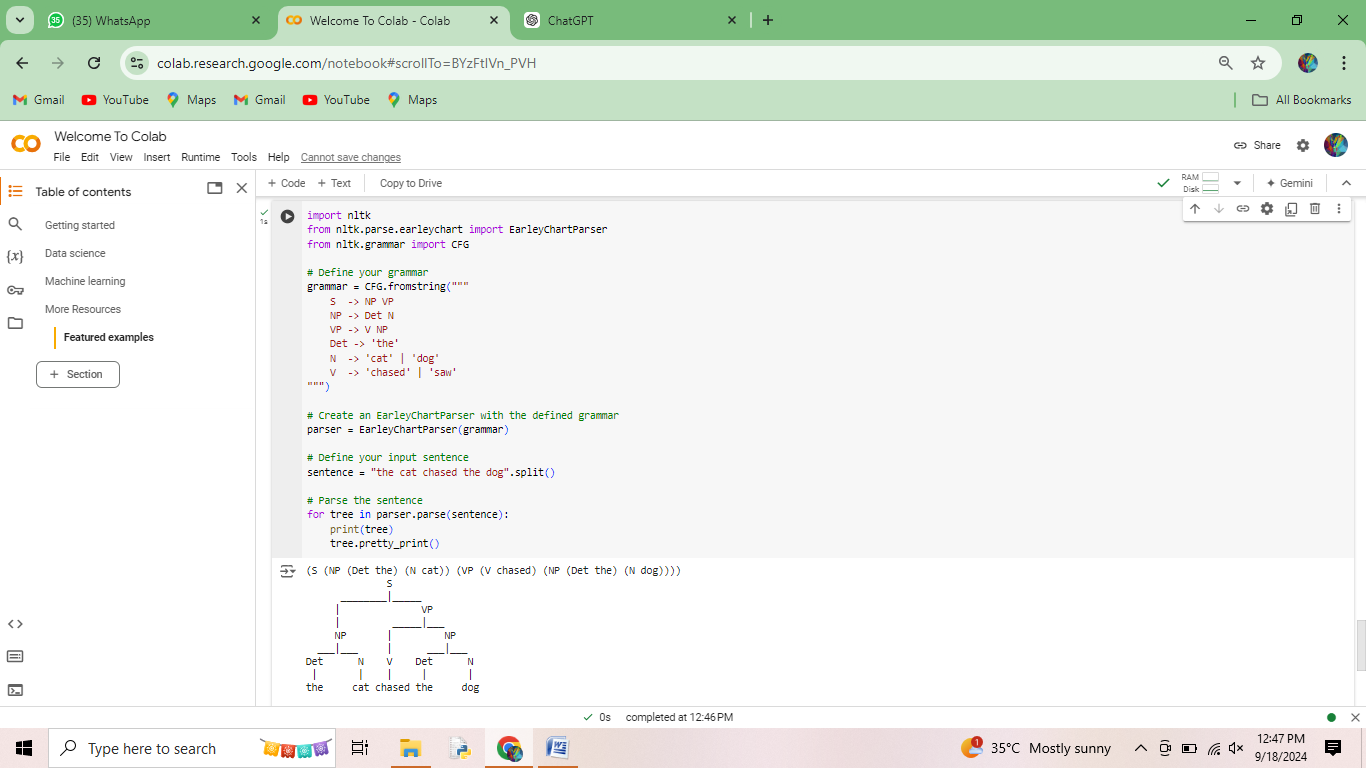 (35) WhatsApp
Welcome To Colab - Colab
ChatGPT
colab.research.google.com/notebook#scrollTo=BYzFtIVn_PVH
Gmail YouTube Maps Gmail YouTube Maps All Bookmarks
Welcome To Colab
File Edit View Insert Runtime Tools Help Cannot save changes
Share
Table of contents
Getting started
Data science
Machine learning
More Resources
Featured examples
+ Section
+ Code + Text Copy to Drive
RAM
Disk
Gemini
1s
import nltk
from nltk.parse.earleychart import EarleyChartParser
from nltk.grammar import CFG
# Define your grammar
grammar = CFG.fromstring("""
S -> NP VP
NP -> Det N
VP -> V NP
Det -> 'the'
N -> 'cat' | 'dog'
V -> 'chased' | 'saw'
""")
# Create an EarleyChartParser with the defined grammar
parser = EarleyChartParser(grammar)
# Define your input sentence
sentence = "the cat chased the dog".split()
# Parse the sentence
for tree in parser.parse(sentence):
print(tree)
tree.pretty_print()
(S (NP (Det the) (N cat)) (VP (V chased) (NP (Det the) (N dog))))
S
VP
NP NP
Det N V Det N
the cat chased the dog
0s completed at 12:46 PM
Type here to search
1
35°C Mostly sunny
12:47 PM
9/18/2024